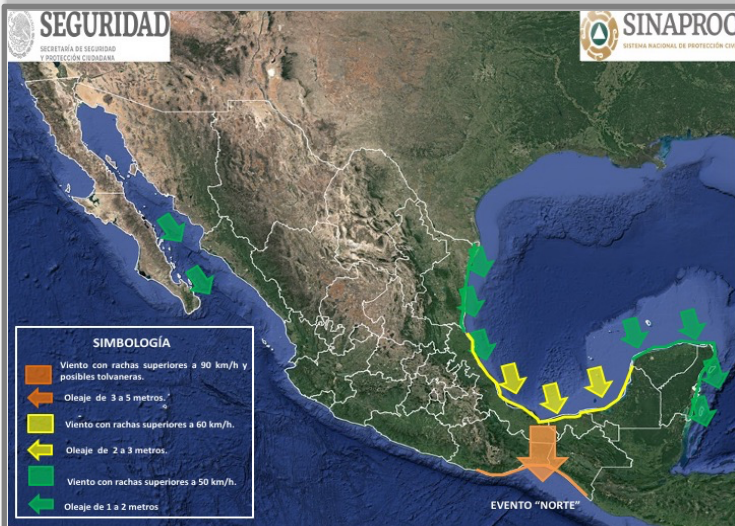 SEGURIDAD
SECRETARÍA DE SEGURIDAD
Y PROTECCIÓN CIUDADANA
SINAPROC
SISTEMA NACIONAL DE PROTECCIÓN CIV
SIMBOLOGÍA
Viento con rachas superiores a 90 km/h y
posibles tolvaneras.
Oleaje de 3 a 5 metros.
Viento con rachas superiores a 60 km/h.
Oleaje de 2 a 3 metros.
Viento con rachas superiores a 50 km/h.
Oleaje de 1 a 2 metros
EVENTO "NORTE"